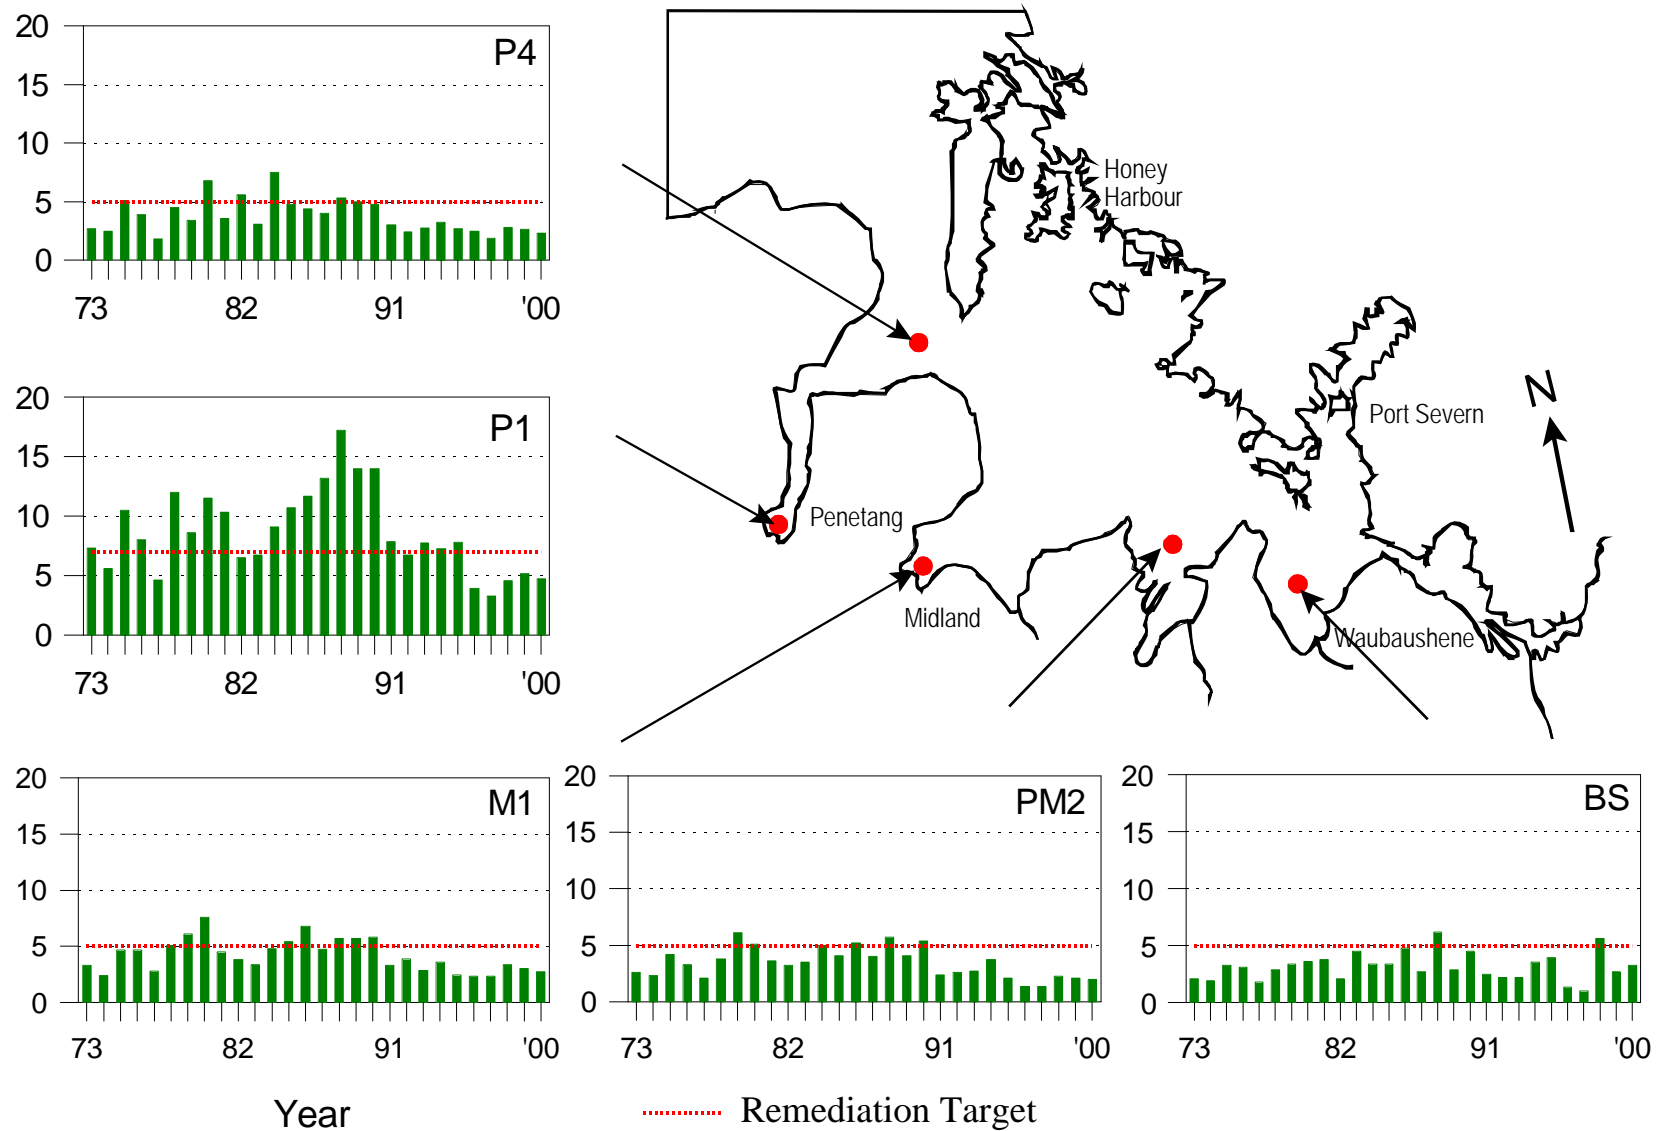 20
P4
15
10
5
0
73 82 91 '00
20
P1
15
10
5
0
73 82 91 '00
Honey
Harbour
N
Port Severn
Penetang
Midland
Waubaushene
20
M1
15
10
5
0
73 82 91 '00
20
PM2
15
10
5
0
73 82 91 '00
20
BS
15
10
5
0
73 82 91 '00
Year
Remediation Target